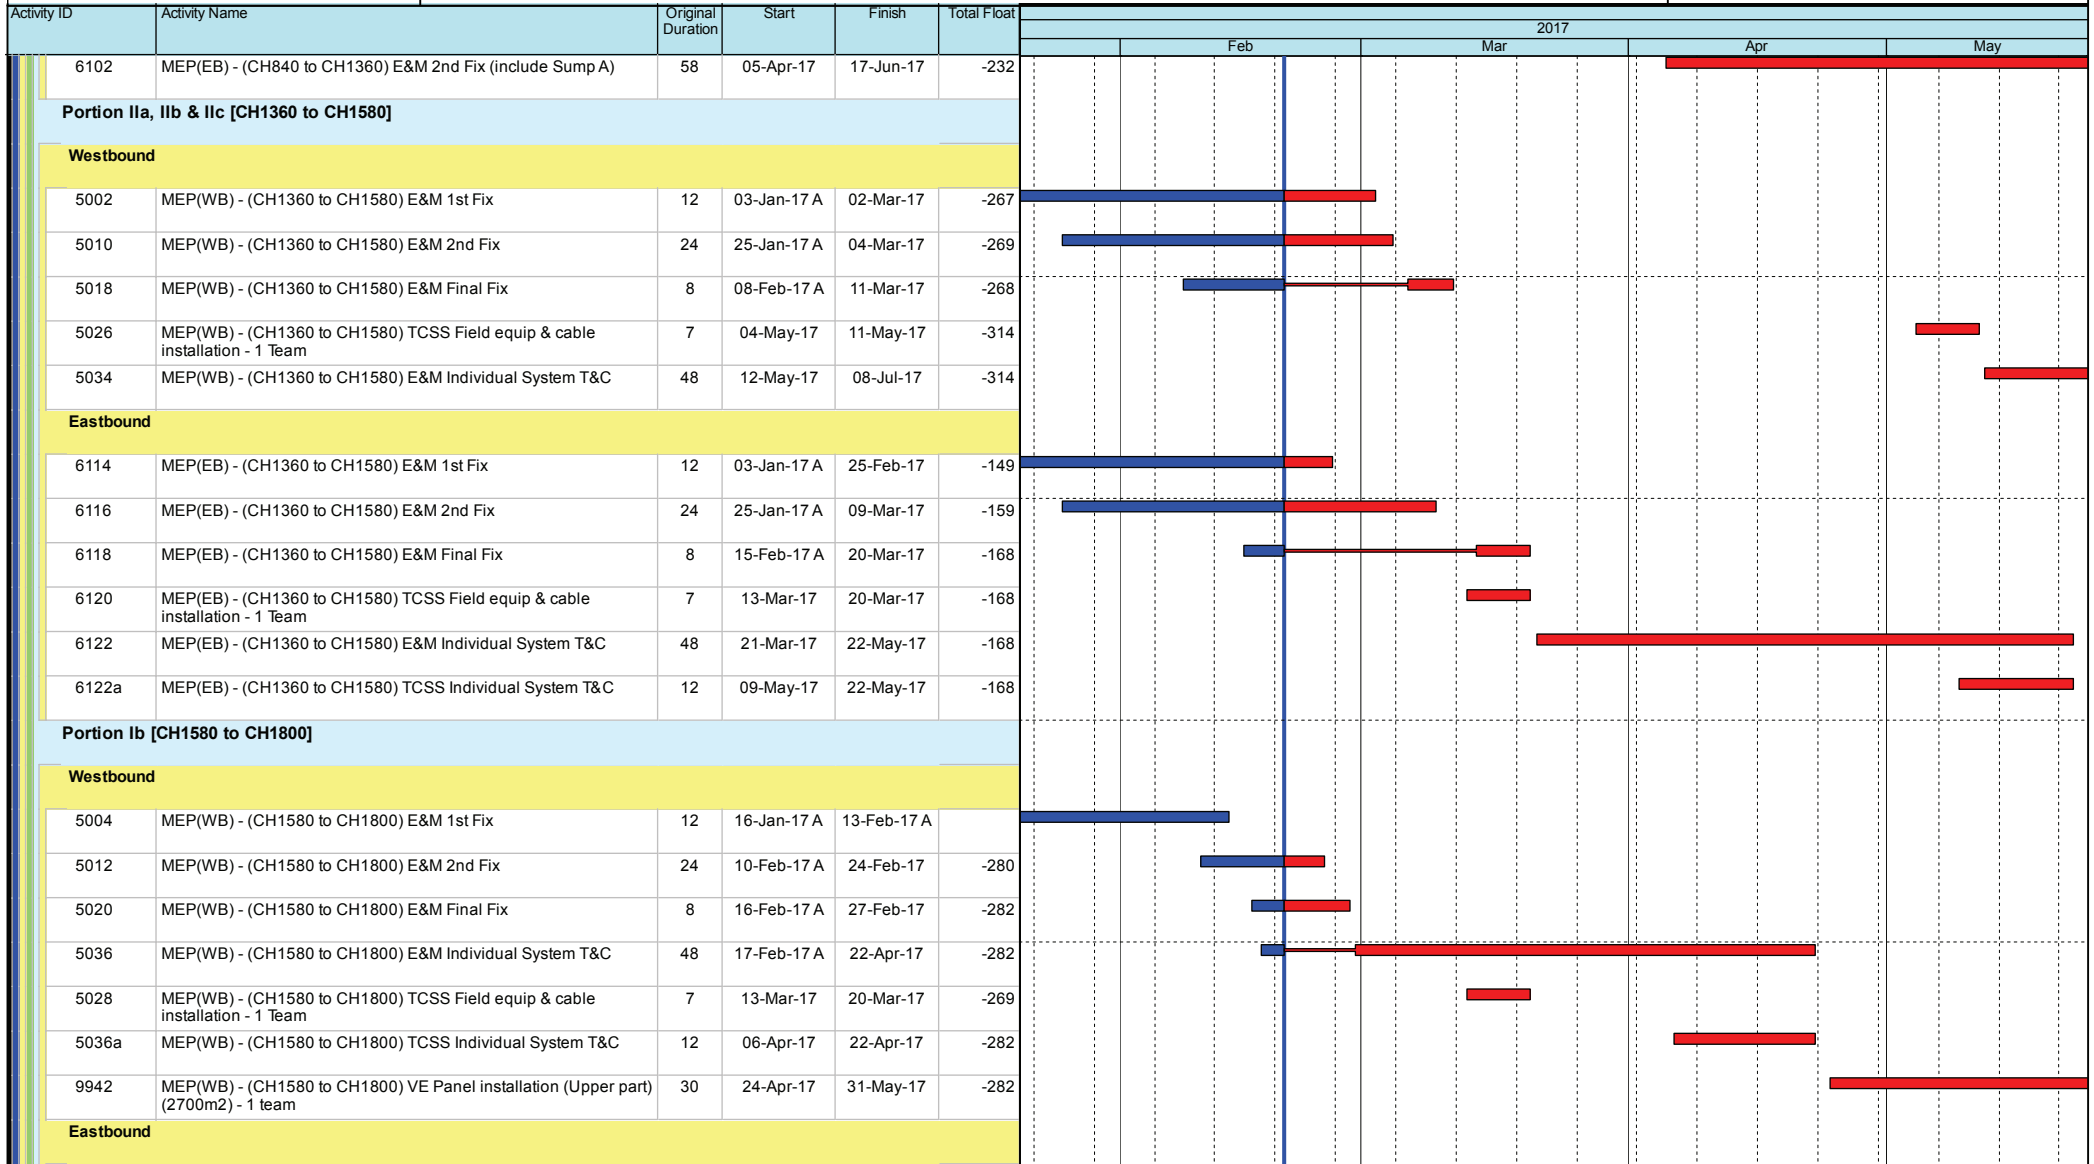 Activity ID Activity Name Original Start Finish Total Float
Duration
2017
Feb Mar Apr May
6102 MEP(EB) - (CH840 to CH1360) E&M 2nd Fix (include Sump A) 58 05-Apr-17 17-Jun-17 -232
Portion IIa, IIb & IIc [CH1360 to CH1580]
Westbound
5002 MEP(WB) - (CH1360 to CH1580) E&M 1st Fix 12 03-Jan-17 A 02-Mar-17 -267
5010 MEP(WB) - (CH1360 to CH1580) E&M 2nd Fix 24 25-Jan-17 A 04-Mar-17 -269
5018 MEP(WB) - (CH1360 to CH1580) E&M Final Fix 8 08-Feb-17 A 11-Mar-17 -268
5026 MEP(WB) - (CH1360 to CH1580) TCSS Field equip & cable 7 04-May-17 11-May-17 -314
installation - 1 Team
5034 MEP(WB) - (CH1360 to CH1580) E&M Individual System T&C 48 12-May-17 08-Jul-17 -314
Eastbound
6114 MEP(EB) - (CH1360 to CH1580) E&M 1st Fix 12 03-Jan-17 A 25-Feb-17 -149
6116 MEP(EB) - (CH1360 to CH1580) E&M 2nd Fix 24 25-Jan-17 A 09-Mar-17 -159
6118 MEP(EB) - (CH1360 to CH1580) E&M Final Fix 8 15-Feb-17 A 20-Mar-17 -168
6120 MEP(EB) - (CH1360 to CH1580) TCSS Field equip & cable 7 13-Mar-17 20-Mar-17 -168
installation - 1 Team
6122 MEP(EB) - (CH1360 to CH1580) E&M Individual System T&C 48 21-Mar-17 22-May-17 -168
6122a MEP(EB) - (CH1360 to CH1580) TCSS Individual System T&C 12 09-May-17 22-May-17 -168
Portion Ib [CH1580 to CH1800]
Westbound
5004 MEP(WB) - (CH1580 to CH1800) E&M 1st Fix 12 16-Jan-17 A 13-Feb-17 A
5012 MEP(WB) - (CH1580 to CH1800) E&M 2nd Fix 24 10-Feb-17 A 24-Feb-17 -280
5020 MEP(WB) - (CH1580 to CH1800) E&M Final Fix 8 16-Feb-17 A 27-Feb-17 -282
5036 MEP(WB) - (CH1580 to CH1800) E&M Individual System T&C 48 17-Feb-17 A 22-Apr-17 -282
5028 MEP(WB) - (CH1580 to CH1800) TCSS Field equip & cable 7 13-Mar-17 20-Mar-17 -269
installation - 1 Team
5036a MEP(WB) - (CH1580 to CH1800) TCSS Individual System T&C 12 06-Apr-17 22-Apr-17 -282
9942 MEP(WB) - (CH1580 to CH1800) VE Panel installation (Upper part) 30 24-Apr-17 31-May-17 -282
(2700m2) - 1 team
Eastbound